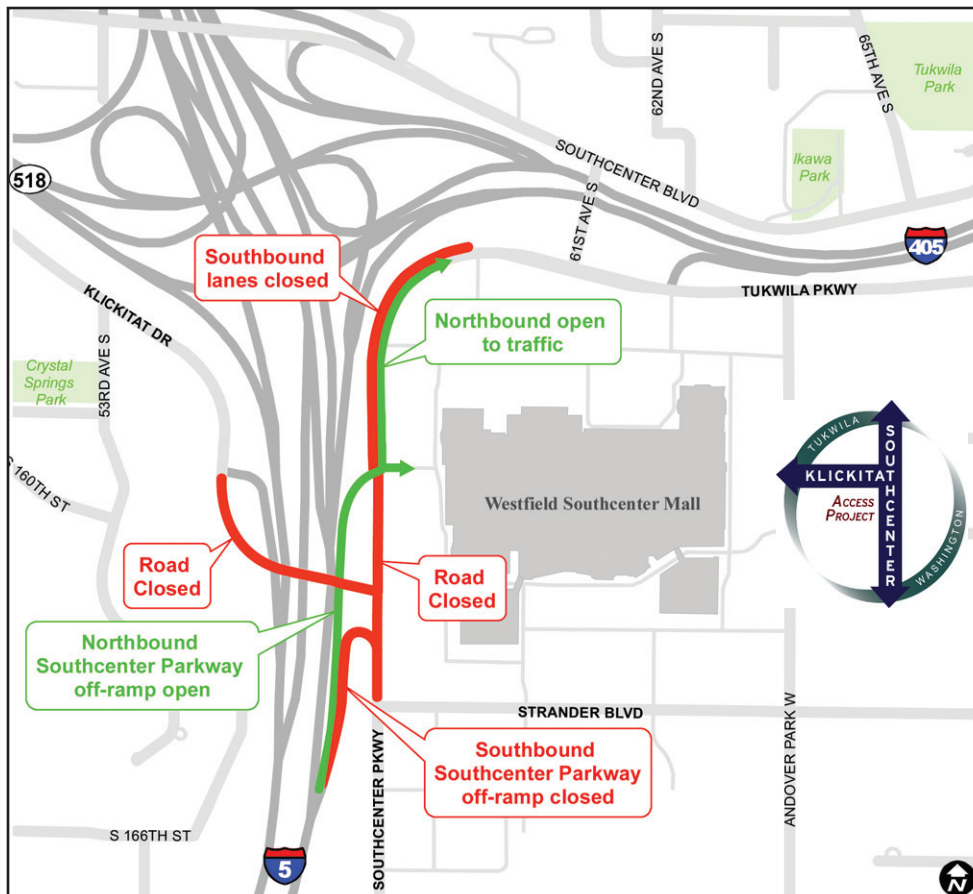 65TH AVE S
62ND AVE S
Tukwila
Park
SOUTHCENTER BLVD
Ikawa
Park
518
61ST AVE S
405
Southbound
lanes closed
TUKWILA PKWY
KLICKITAT DR
Northbound open
to traffic
53RD AVE S
Crystal
Springs
Park
TUKWILA
SOUTHCENTER
KLICKITAT
ACCESS
PROJECT
WASHINGTON
S 160TH ST
Westfield Southcenter Mall
Road
Closed
Road
Closed
Northbound
Southcenter Parkway
off-ramp open
STRANDER BLVD
Southbound
Southcenter Parkway
off-ramp closed
SOUTHCENTER PKWY
ANDOVER PARK W
S 166TH ST
5
N